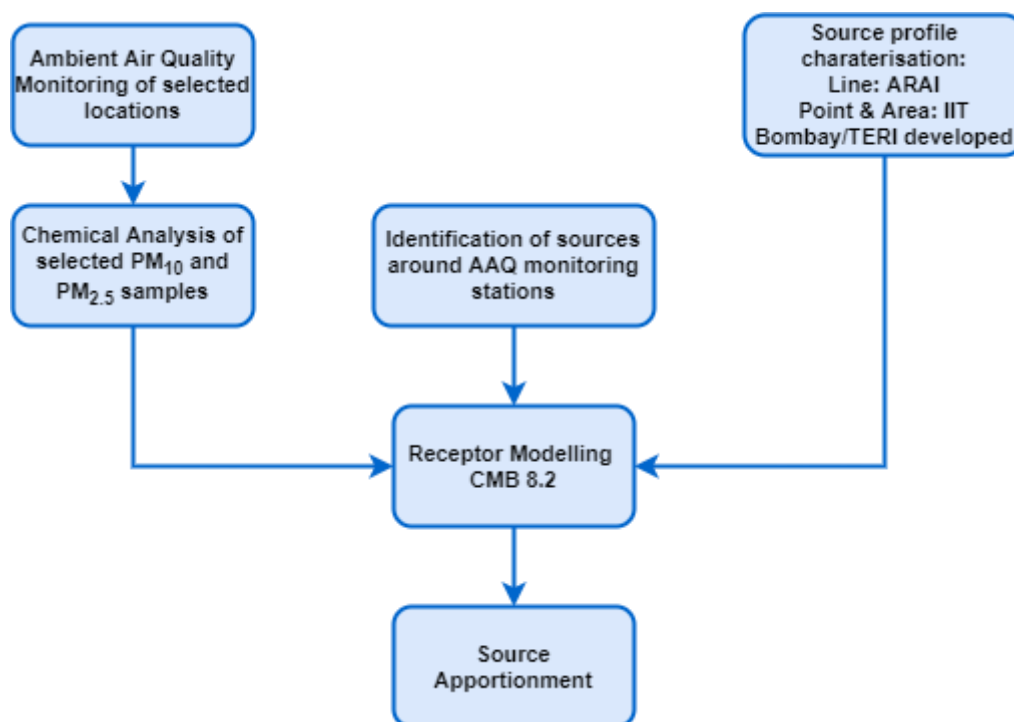 Ambient Air Quality
Monitoring of selected
locations
Source profile
charaterisation:
Line: ARAI
Point & Area: IIT
Bombay/TERI developed
Chemical Analysis of
selected PM₁₀ and
PM₂.₅ samples
Identification of sources
around AAQ monitoring
stations
Receptor Modelling
CMB 8.2
Source
Apportionment